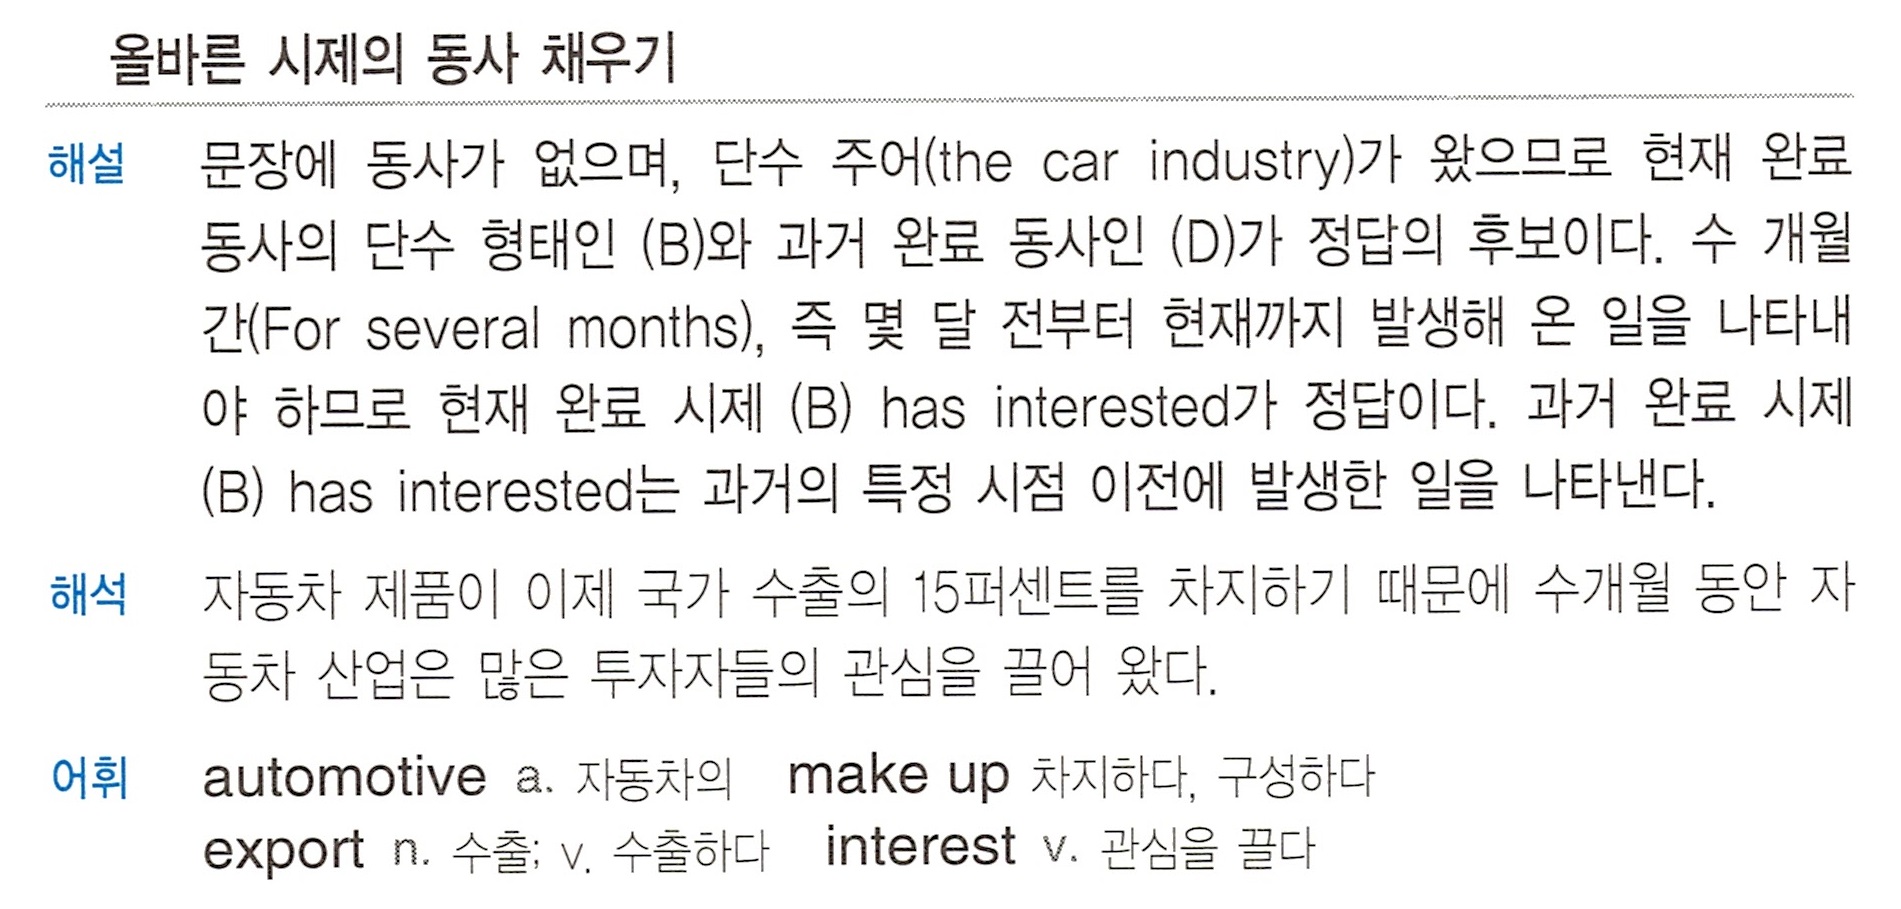 올바른 시제의 동사 채우기
해설 문장에 동사가 없으며, 단수 주어(the car industry)가 왔으므로 현재 완료
동사의 단수 형태인 (B)와 과거 완료 동사인 (D)가 정답의 후보이다. 수 개월
간(For several months), 즉 몇 달 전부터 현재까지 발생해 온 일을 나타내
야 하므로 현재 완료 시제 (B) has interested가 정답이다. 과거 완료 시제
(B) has interested는 과거의 특정 시점 이전에 발생한 일을 나타낸다.
해석 자동차 제품이 이제 국가 수출의 15퍼센트를 차지하기 때문에 수개월 동안 자
동차 산업은 많은 투자자들의 관심을 끌어 왔다.
어휘 automotive a. 자동차의 make up 차지하다, 구성하다
export n. 수출; v. 수출하다 interest v. 관심을 끌다